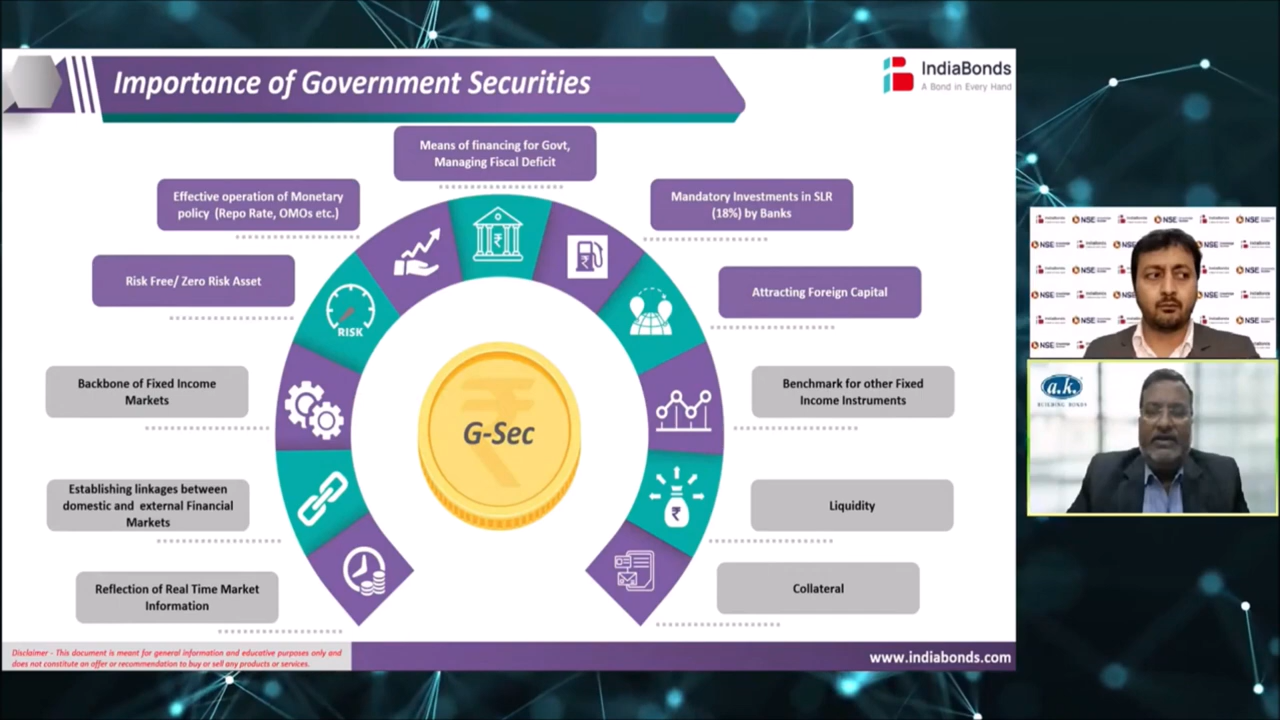 Importance of Government Securities
IndiaBonds
A Bond in Every Hand
Means of financing for Govt,
Managing Fiscal Deficit
Effective operation of Monetary
policy (Repo Rate, OMOs etc.)
Mandatory Investments in SLR
(18%) by Banks
Risk Free/ Zero Risk Asset
Attracting Foreign Capital
RISK
Backbone of Fixed Income
Markets
Benchmark for other Fixed
Income Instruments
G-Sec
Establishing linkages between
domestic and external Financial
Markets
Liquidity
Reflection of Real Time Market
Information
Collateral
Disclaimer - This document is meant for general information and educative purposes only and
does not constitute an offer or recommendation to buy or sell any products or services.
www.indiabonds.com
IndiaBonds
NSE
a.k.
BUILDING BONDS